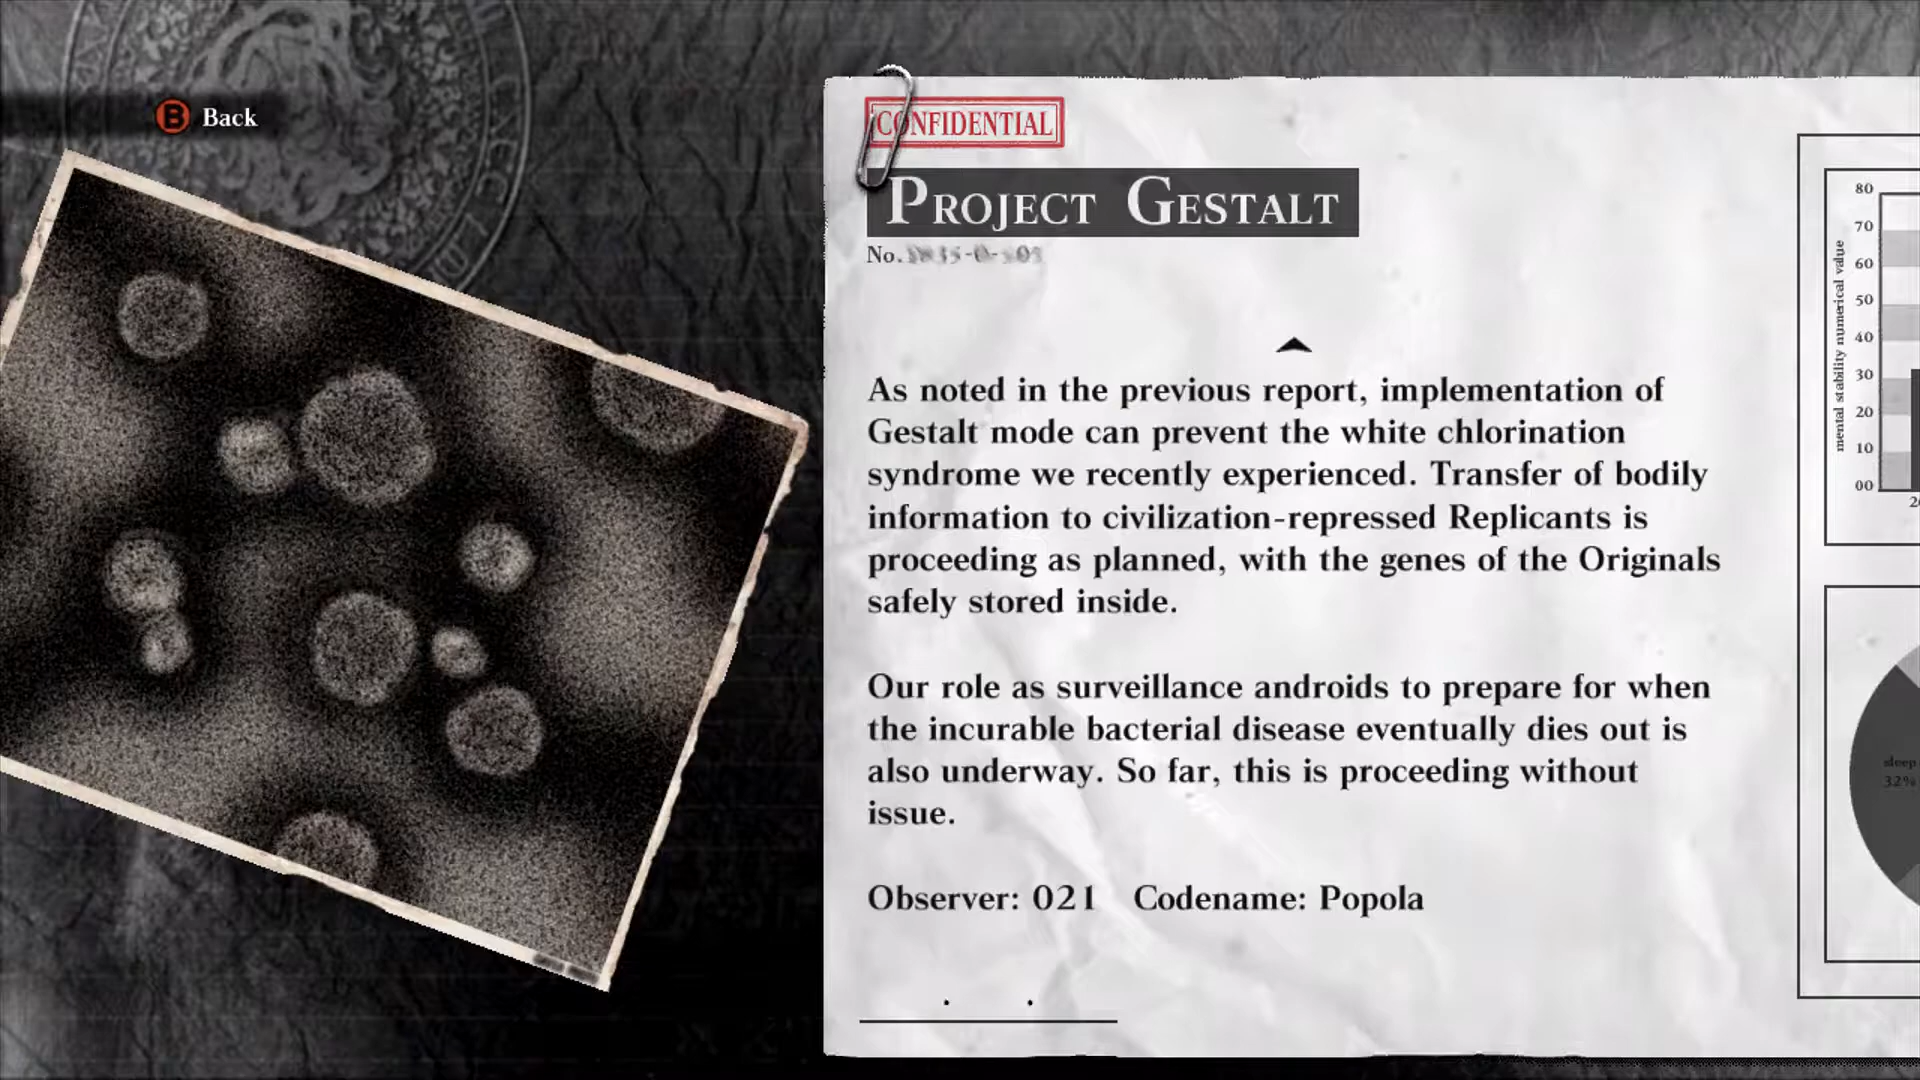 B Back
CONFIDENTIAL
PROJECT GESTALT
No.
As noted in the previous report, implementation of
Gestalt mode can prevent the white chlorination
syndrome we recently experienced. Transfer of bodily
information to civilization-repressed Replicants is
proceeding as planned, with the genes of the Originals
safely stored inside.
Our role as surveillance androids to prepare for when
the incurable bacterial disease eventually dies out is
also underway. So far, this is proceeding without
issue.
Observer: 021 Codename: Popola
mental stability numerical value
80
70
60
50
40
30
20
10
00
sleep
32%